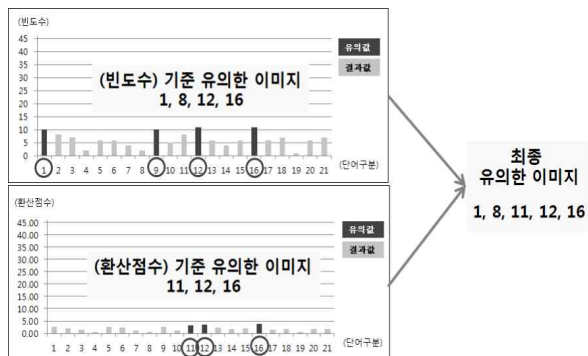 (빈도수)
45
40
35
30
25
20
15
10
5
0
유의값
결과값
(빈도수) 기준 유의한 이미지
1, 8, 12, 16
1 2 3 4 5 6 7 8 9 10 11 12 13 14 15 16 17 18 19 20 21
(단어구분)
(환산점수)
45.00
40.00
35.00
30.00
25.00
20.00
15.00
10.00
5.00
0.00
유의값
결과값
(환산점수) 기준 유의한 이미지
11, 12, 16
1 2 3 4 5 6 7 8 9 10 11 12 13 14 15 16 17 18 19 20 21
(단어구분)
최종
유의한 이미지
1, 8, 11, 12, 16